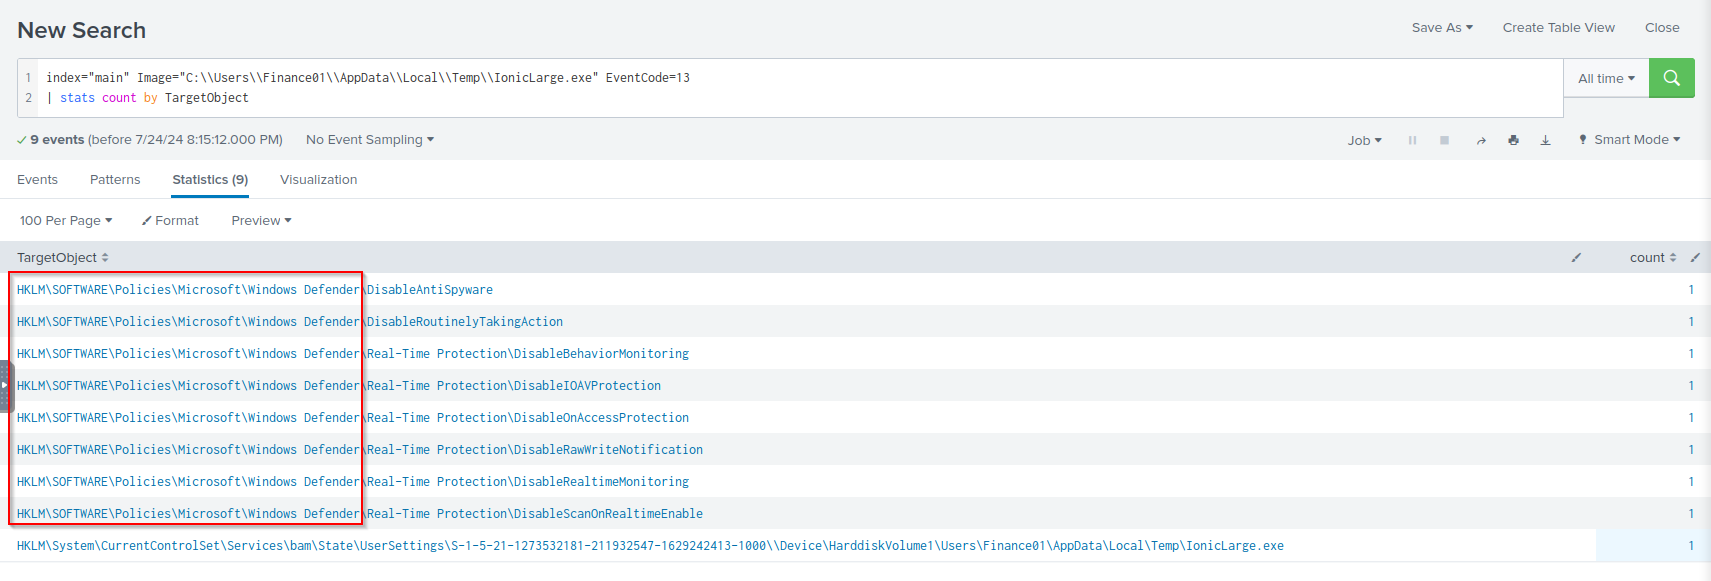 New Search
Save As Create Table View Close
1 index="main" Image="C:\\Users\\Finance01\\AppData\\Local\\Temp\\IonicLarge.exe" EventCode=13
2 | stats count by TargetObject
All time
9 events (before 7/24/24 8:15:12.000 PM) No Event Sampling
Job Smart Mode
Events Patterns Statistics (9) Visualization
100 Per Page Format Preview
TargetObject count
HKLM\SOFTWARE\Policies\Microsoft\Windows Defender\DisableAntiSpyware 1
HKLM\SOFTWARE\Policies\Microsoft\Windows Defender\DisableRoutinelyTakingAction 1
HKLM\SOFTWARE\Policies\Microsoft\Windows Defender\Real-Time Protection\DisableBehaviorMonitoring 1
HKLM\SOFTWARE\Policies\Microsoft\Windows Defender\Real-Time Protection\DisableIOAVProtection 1
HKLM\SOFTWARE\Policies\Microsoft\Windows Defender\Real-Time Protection\DisableOnAccessProtection 1
HKLM\SOFTWARE\Policies\Microsoft\Windows Defender\Real-Time Protection\DisableRawWriteNotification 1
HKLM\SOFTWARE\Policies\Microsoft\Windows Defender\Real-Time Protection\DisableRealtimeMonitoring 1
HKLM\SOFTWARE\Policies\Microsoft\Windows Defender\Real-Time Protection\DisableScanOnRealtimeEnable 1
HKLM\System\CurrentControlSet\Services\bam\State\UserSettings\S-1-5-21-1273532181-211932547-1629242413-1000\\Device\HarddiskVolume1\Users\Finance01\AppData\Local\Temp\IonicLarge.exe 1